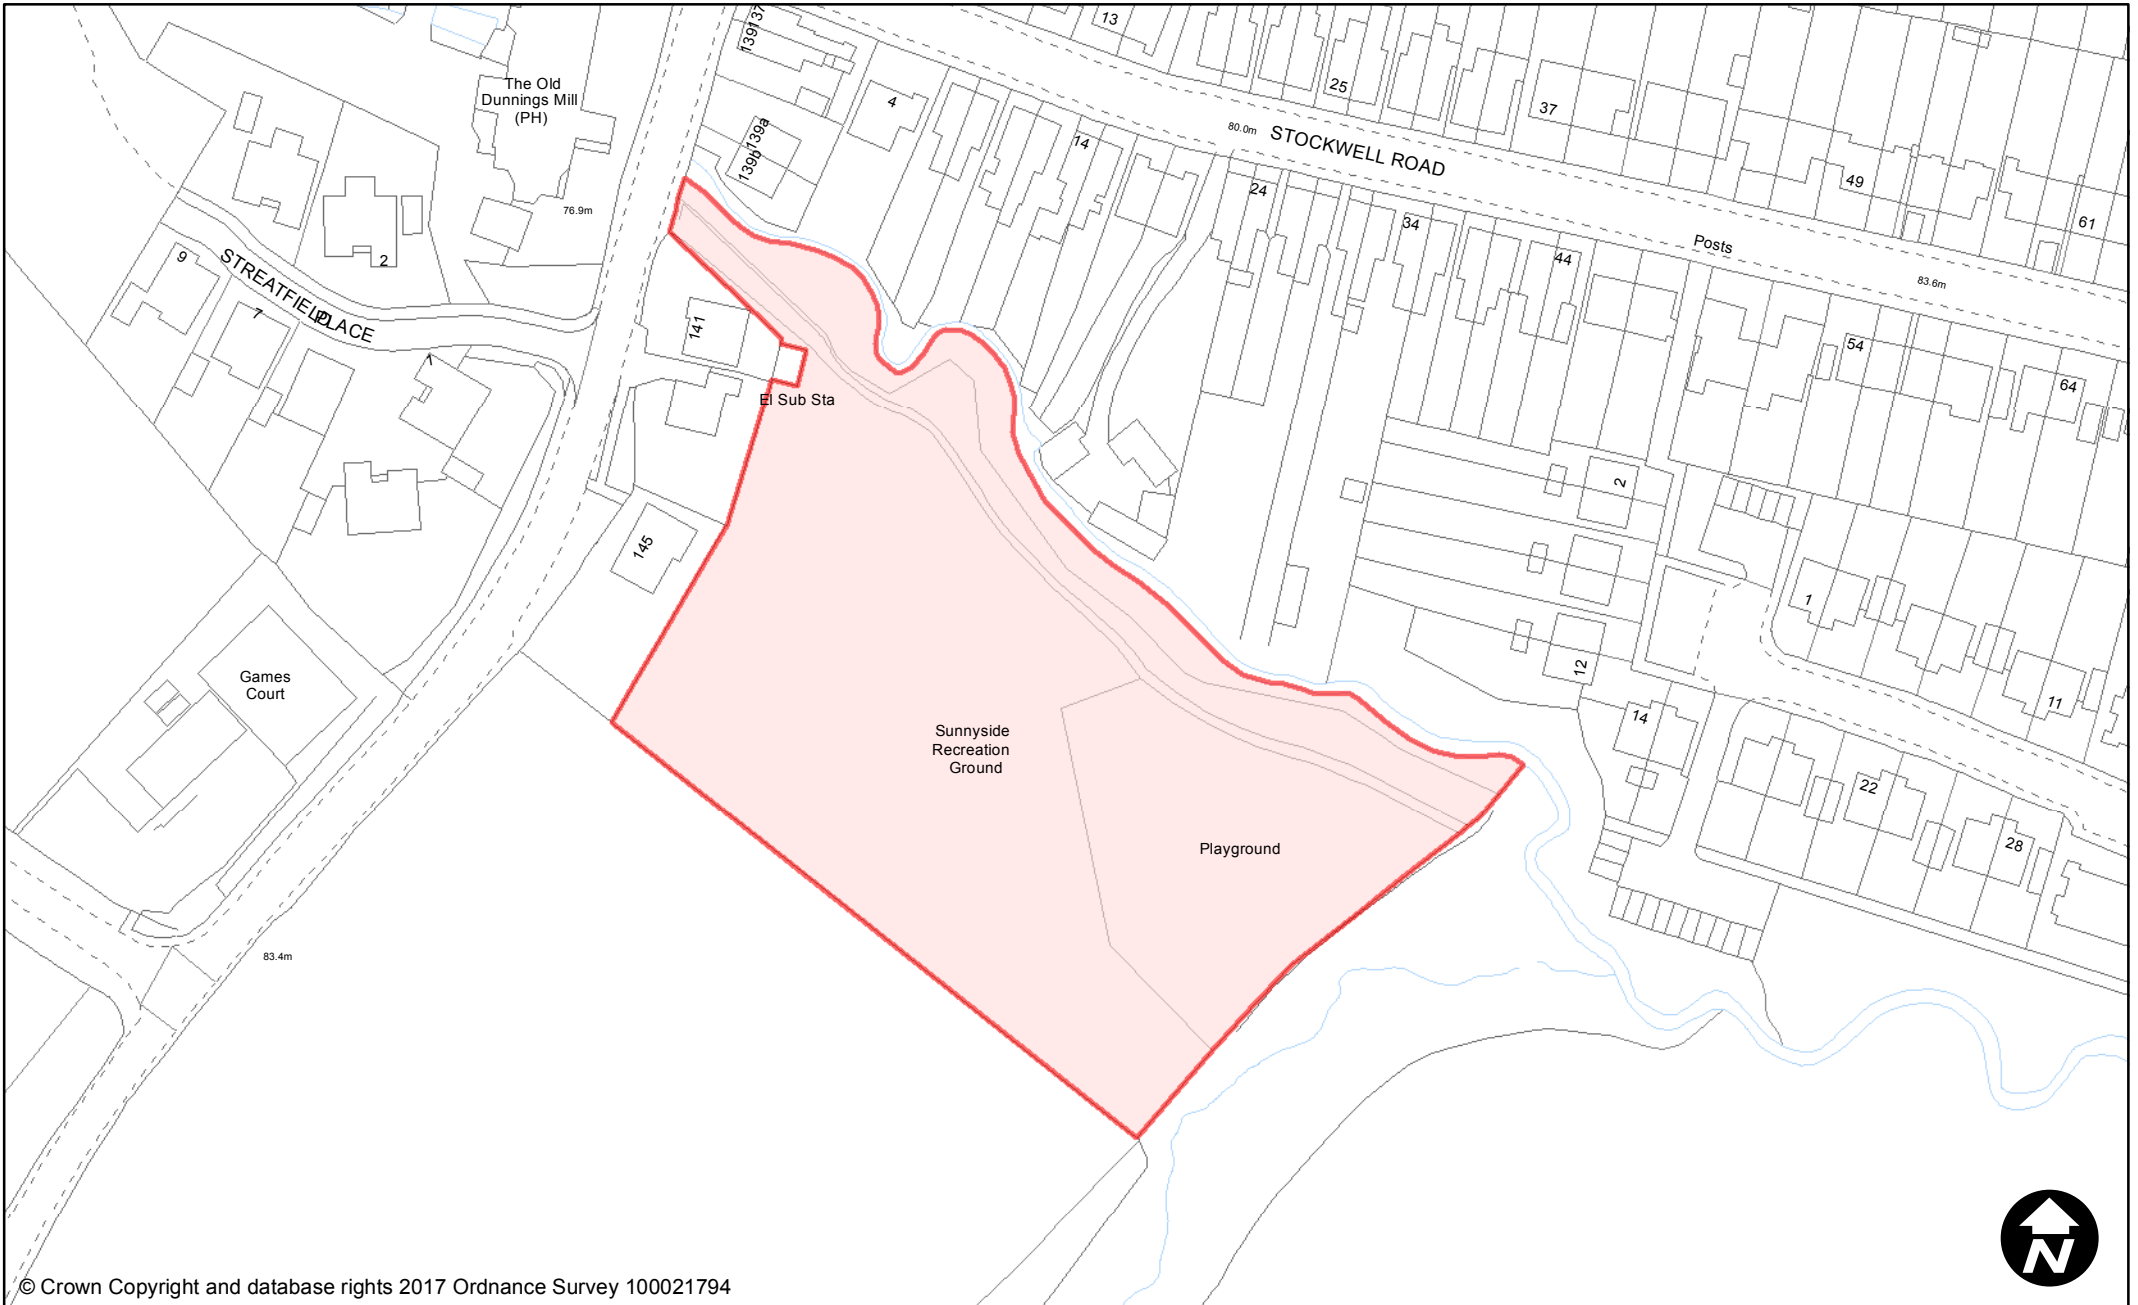 13
137
139
The Old
Dunnings Mill
(PH)
4
25
37
139a
139b
14
80.0m
STOCKWELL ROAD
49
24
61
76.9m
34
Posts
2
44
83.6m
9
STREATFIELD PLACE
7
141
54
1
64
El Sub Sta
2
145
1
12
Games
Court
11
14
Sunnyside
Recreation
Ground
22
Playground
28
83.4m
N
© Crown Copyright and database rights 2017 Ordnance Survey 100021794